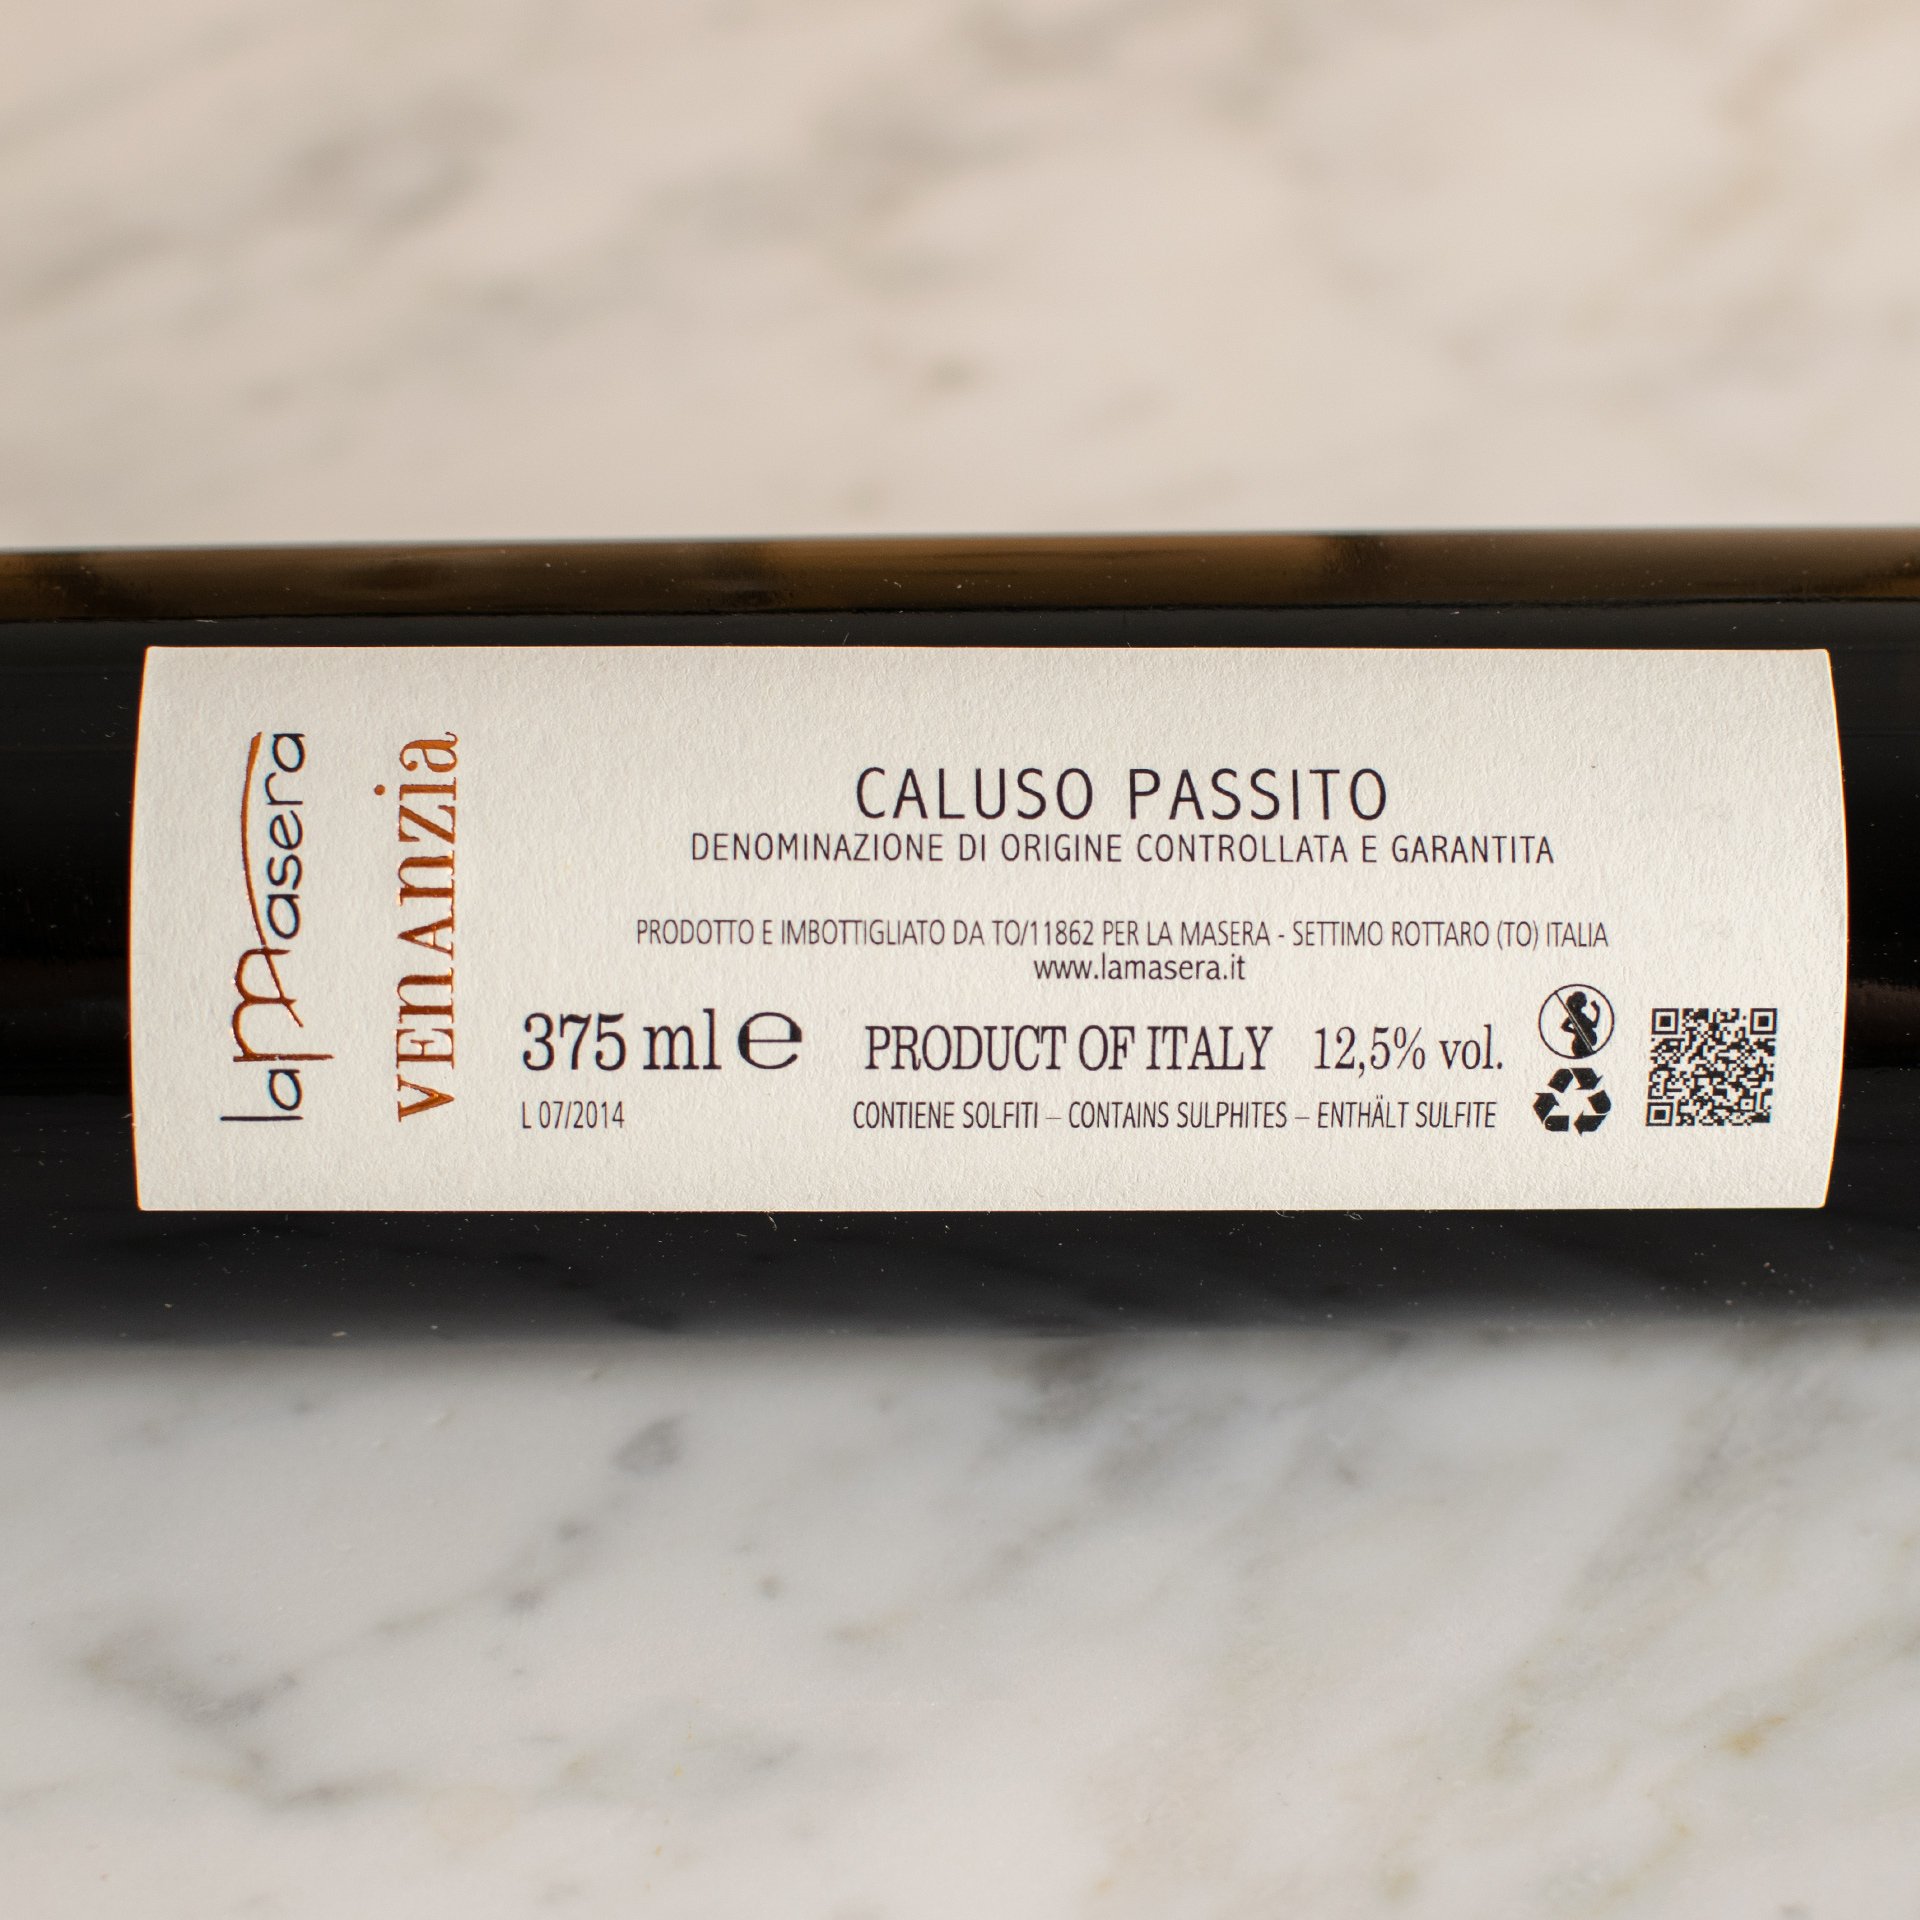 la Masera
VENANZia
CALUSO PASSITO
DENOMINAZIONE DI ORIGINE CONTROLLATA E GARANTITA
PRODOTTO E IMBOTTIGLIATO DA TO/11862 PER LA MASERA - SETTIMO ROTTARO (TO) ITALIA
www.lamasera.it
375 ml e PRODUCT OF ITALY 12,5% vol.
L 07/2014 CONTIENE SOLFITI – CONTAINS SULPHITES – ENTHÄLT SULFITE